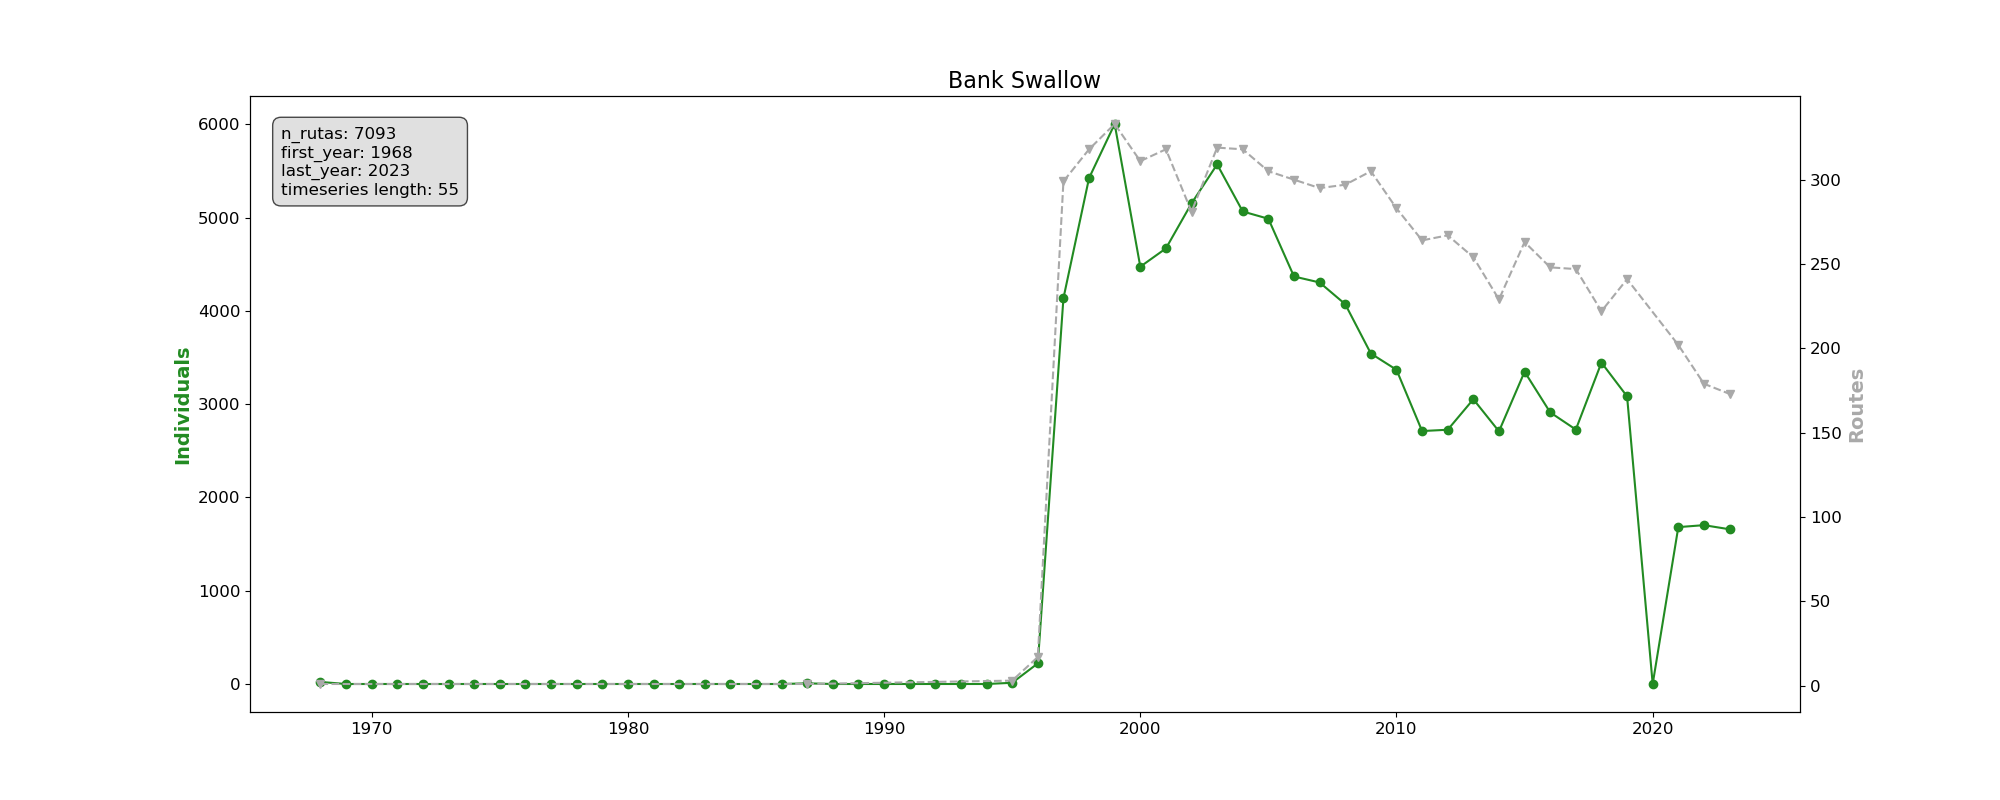 Bank Swallow
n_rutas: 7093
first_year: 1968
last_year: 2023
timeseries length: 55
6000
5000
4000
3000
2000
1000
0
Individuals
300
250
200
150
100
50
0
Routes
1970
1980
1990
2000
2010
2020